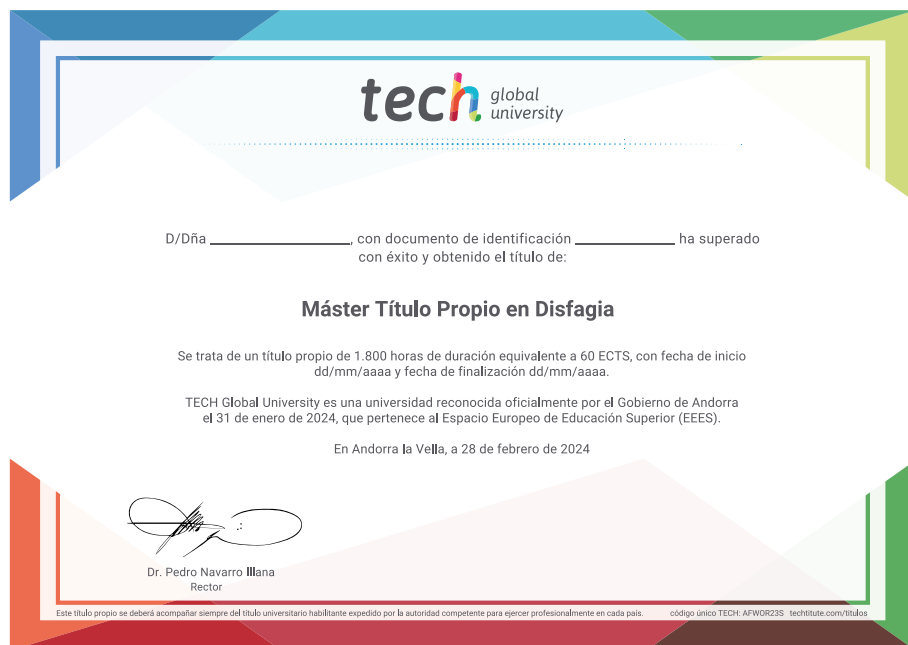 tech global university
D/Dña ____________________, con documento de identificación ______________ ha superado
con éxito y obtenido el título de:
Máster Título Propio en Disfagia
Se trata de un título propio de 1.800 horas de duración equivalente a 60 ECTS, con fecha de inicio
dd/mm/aaaa y fecha de finalización dd/mm/aaaa.
TECH Global University es una universidad reconocida oficialmente por el Gobierno de Andorra
el 31 de enero de 2024, que pertenece al Espacio Europeo de Educación Superior (EEES).
En Andorra la Vella, a 28 de febrero de 2024
Dr. Pedro Navarro Illana
Rector
Este título propio se deberá acompañar siempre del título universitario habilitante expedido por la autoridad competente para ejercer profesionalmente en cada país. código único TECH: AFWOR23S techtitute.com/titulos